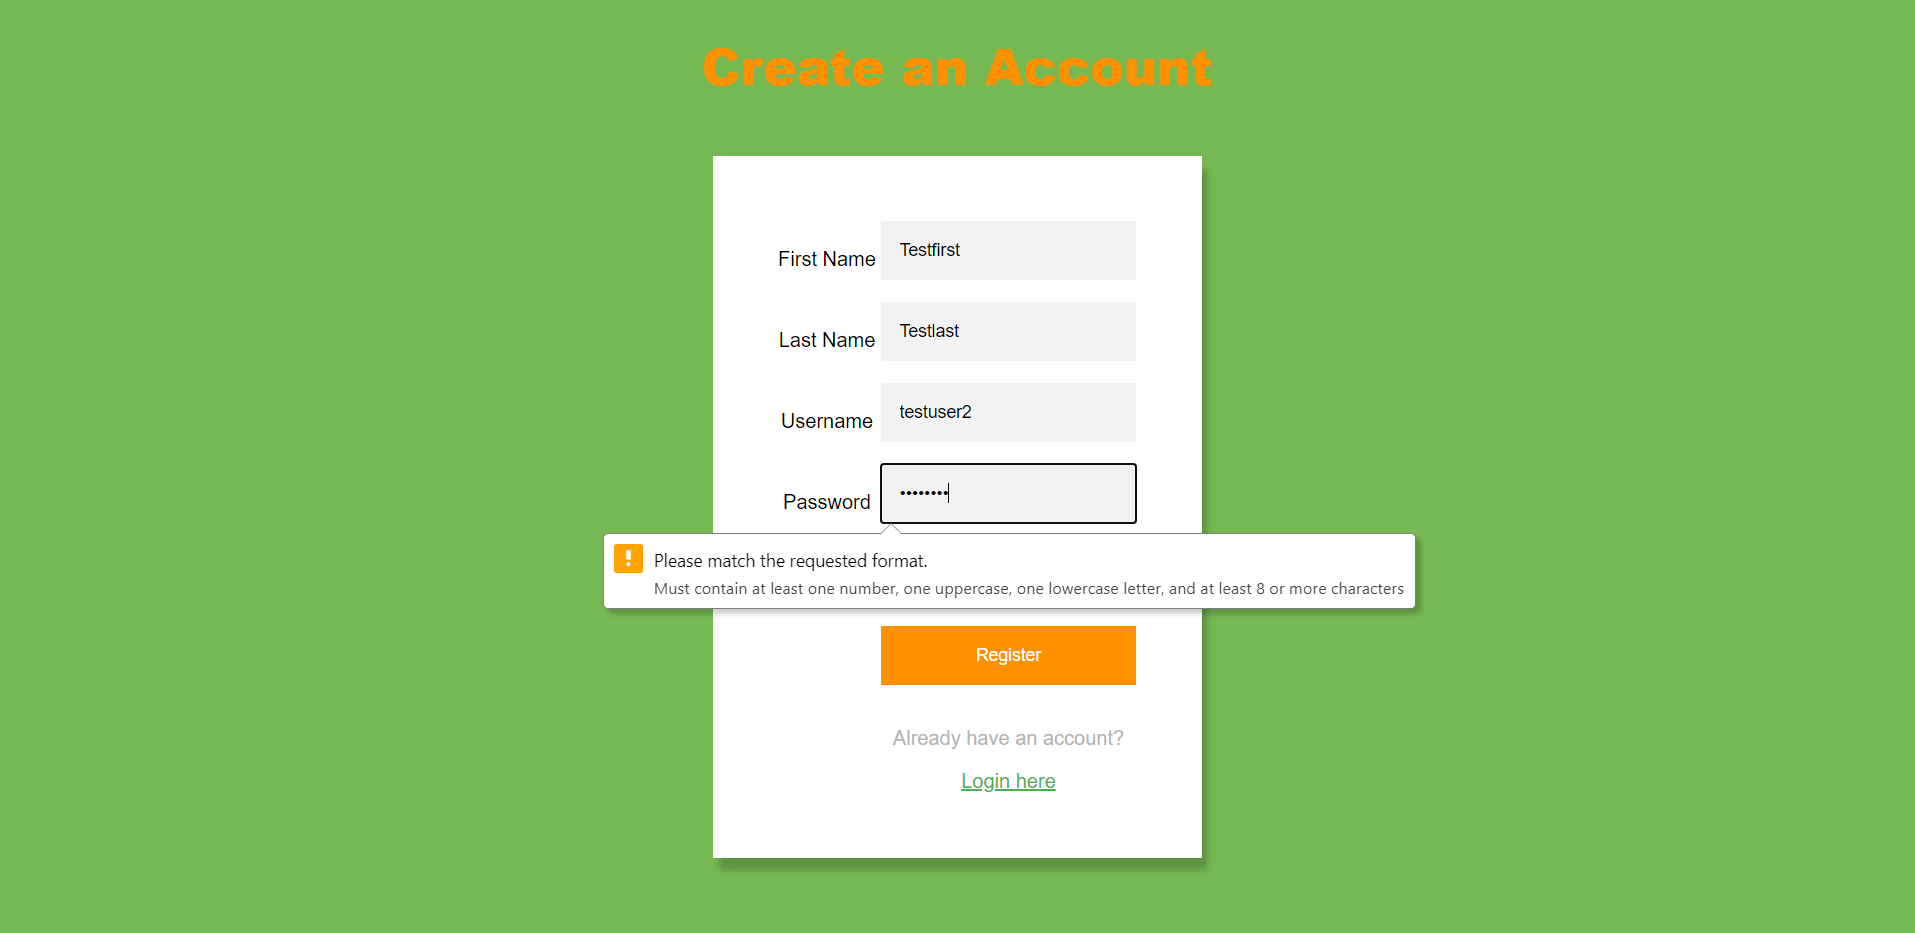 Create an Account
First Name
Testfirst
Last Name
Testlast
Username
testuser2
Password
••••••••
Please match the requested format.
Must contain at least one number, one uppercase, one lowercase letter, and at least 8 or more characters
Register
Already have an account?
Login here